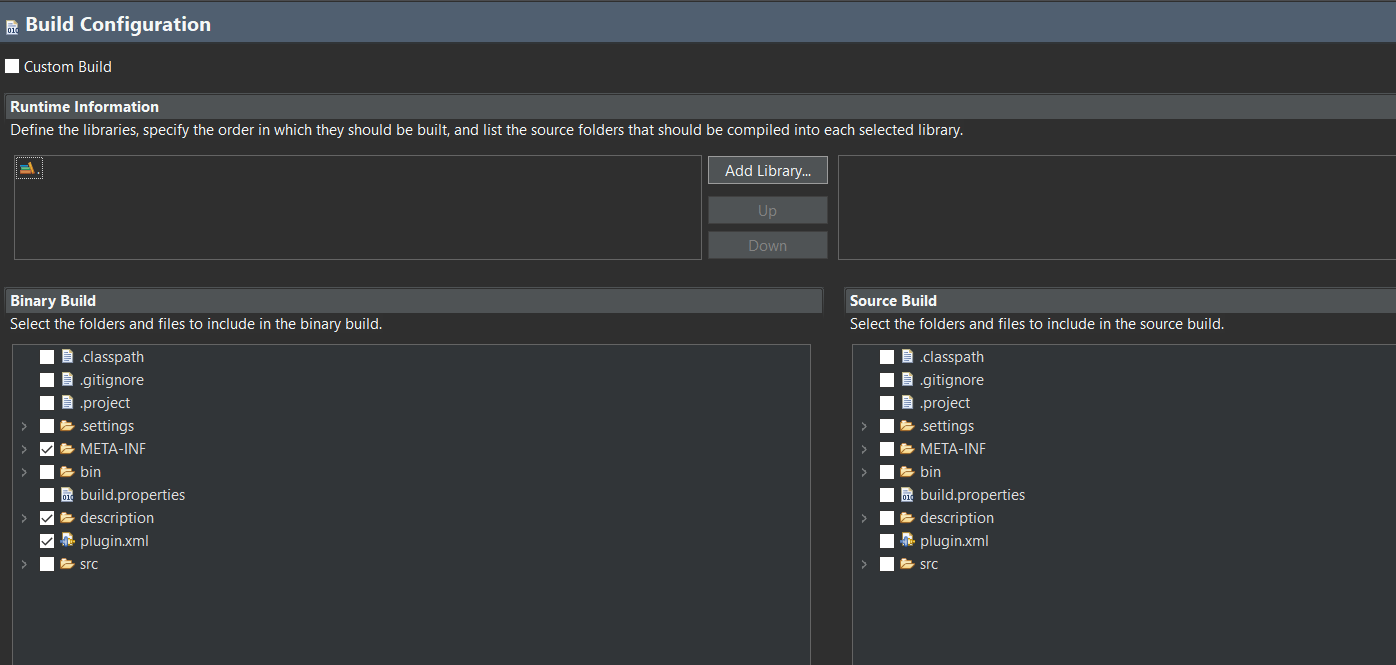 Build Configuration
Custom Build
Runtime Information
Define the libraries, specify the order in which they should be built, and list the source folders that should be compiled into each selected library.
.
Add Library...
Up
Down
Binary Build
Select the folders and files to include in the binary build.
.classpath
.gitignore
.project
.settings
META-INF
bin
build.properties
description
plugin.xml
src
Source Build
Select the folders and files to include in the source build.
.classpath
.gitignore
.project
.settings
META-INF
bin
build.properties
description
plugin.xml
src